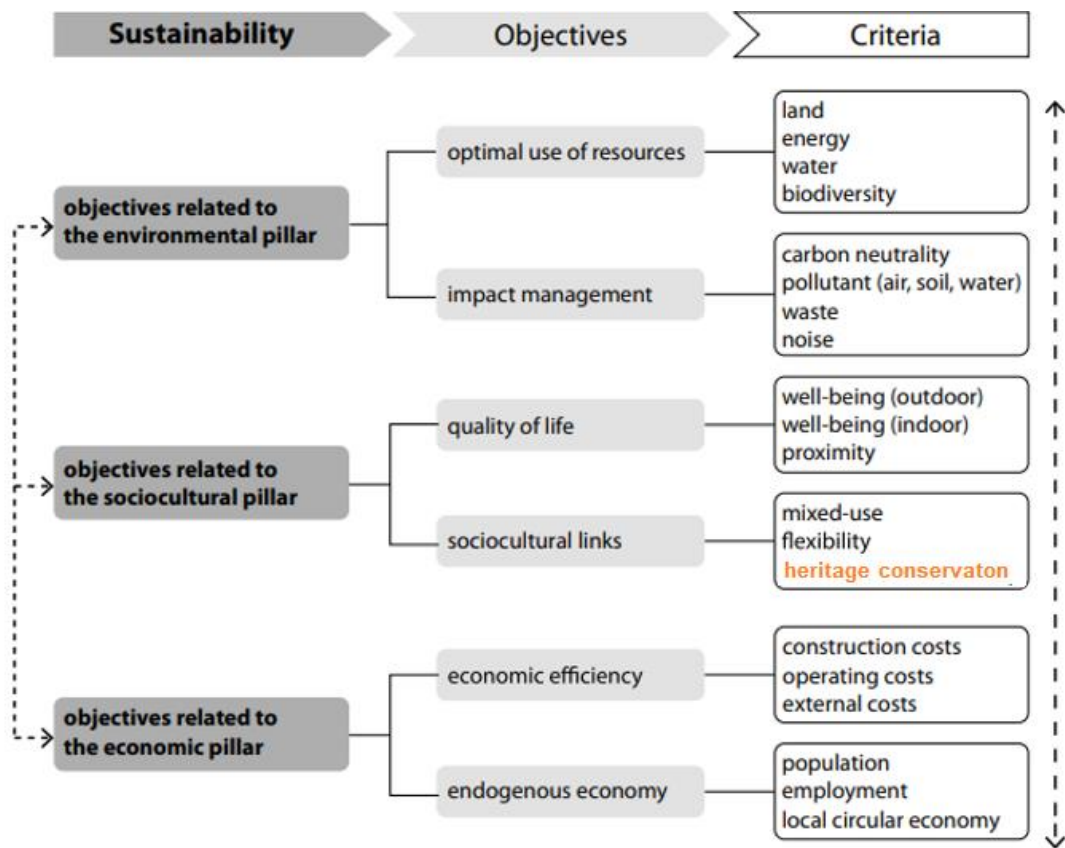 Sustainability
Objectives
Criteria
objectives related to
the environmental pillar
optimal use of resources
land
energy
water
biodiversity
impact management
carbon neutrality
pollutant (air, soil, water)
waste
noise
objectives related to
the sociocultural pillar
quality of life
well-being (outdoor)
well-being (indoor)
proximity
sociocultural links
mixed-use
flexibility
heritage conservaton
objectives related to
the economic pillar
economic efficiency
construction costs
operating costs
external costs
endogenous economy
population
employment
local circular economy